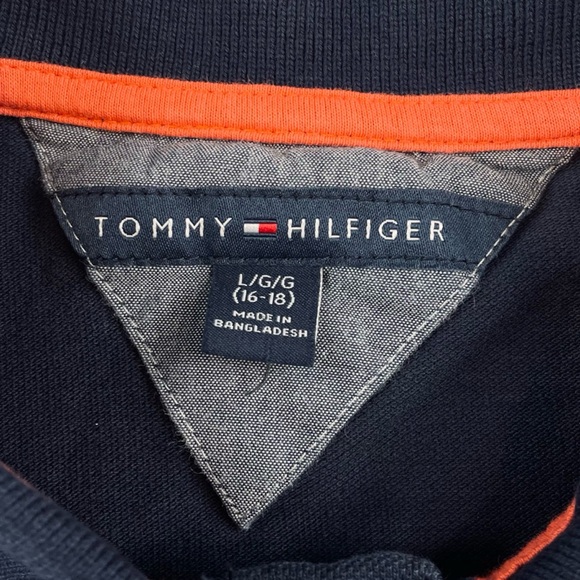 TOMMY HILFIGER
L/G/G
(16-18)
MADE IN
BANGLADESH